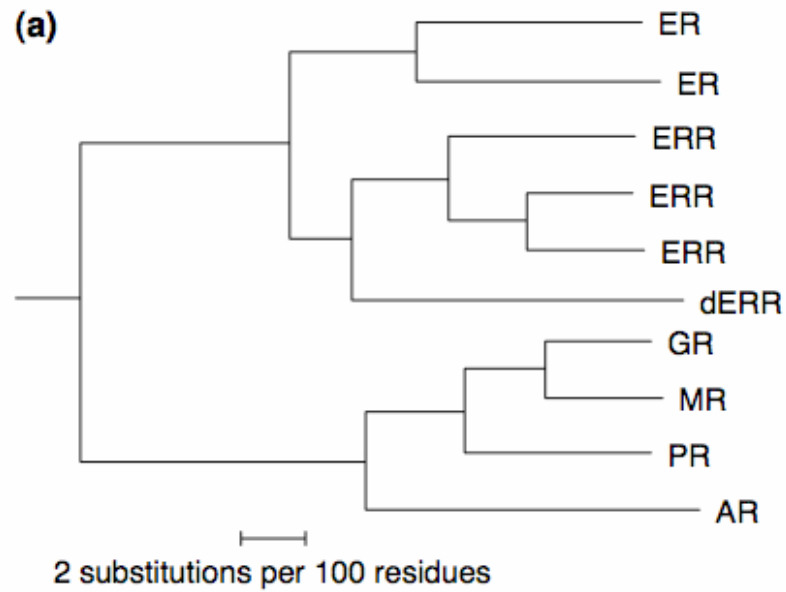 (a)
ER
ER
ERR
ERR
ERR
dERR
GR
MR
PR
AR
2 substitutions per 100 residues